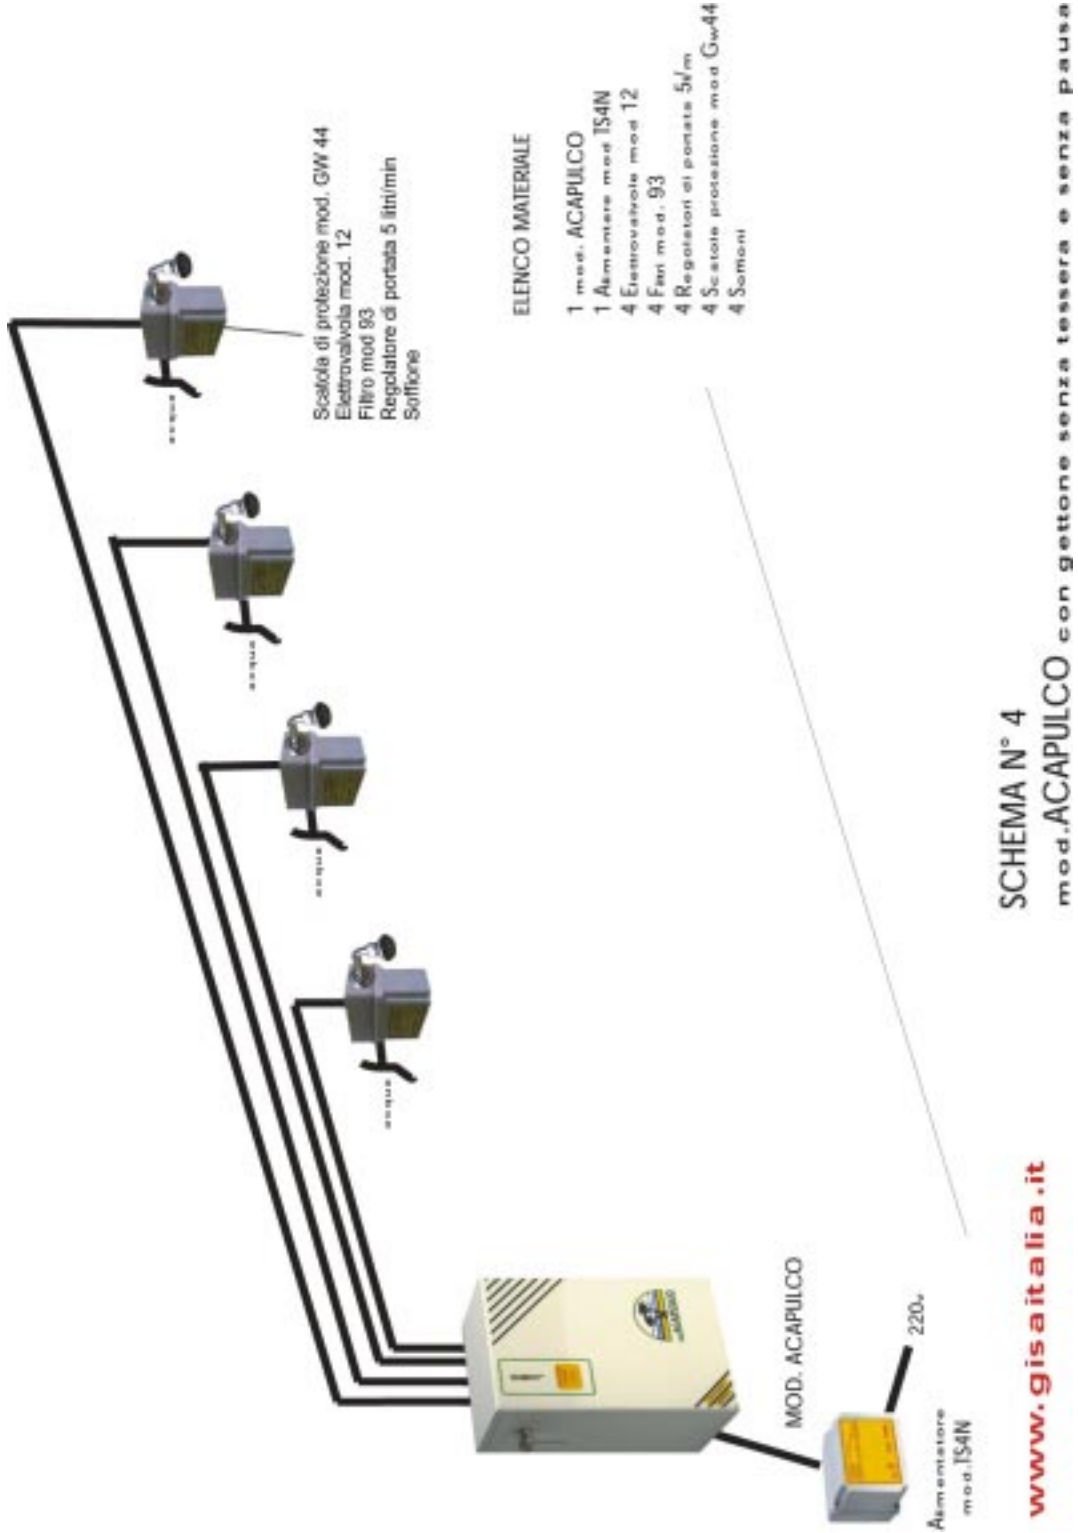 Scatola di protezione mod. GW 44
Elettrovalvola mod. 12
Filtro mod 93
Regolatore di portata 5 litri/min
Soffione
ELENCO MATERIALE
1 mod. ACAPULCO
1 mod TS4N
4 Elettrovalvole mod 12
4 mod. 93
4 Regolatori di portata 5l/m
4 Scatole protezione mod Gw44
4 Soffioni
MOD. ACAPULCO
220v
Alimentatore
mod.TS4N
SCHEMA N° 4
mod.ACAPULCO con gettone senza tessera e senza pausa
www.gisaitalia.it